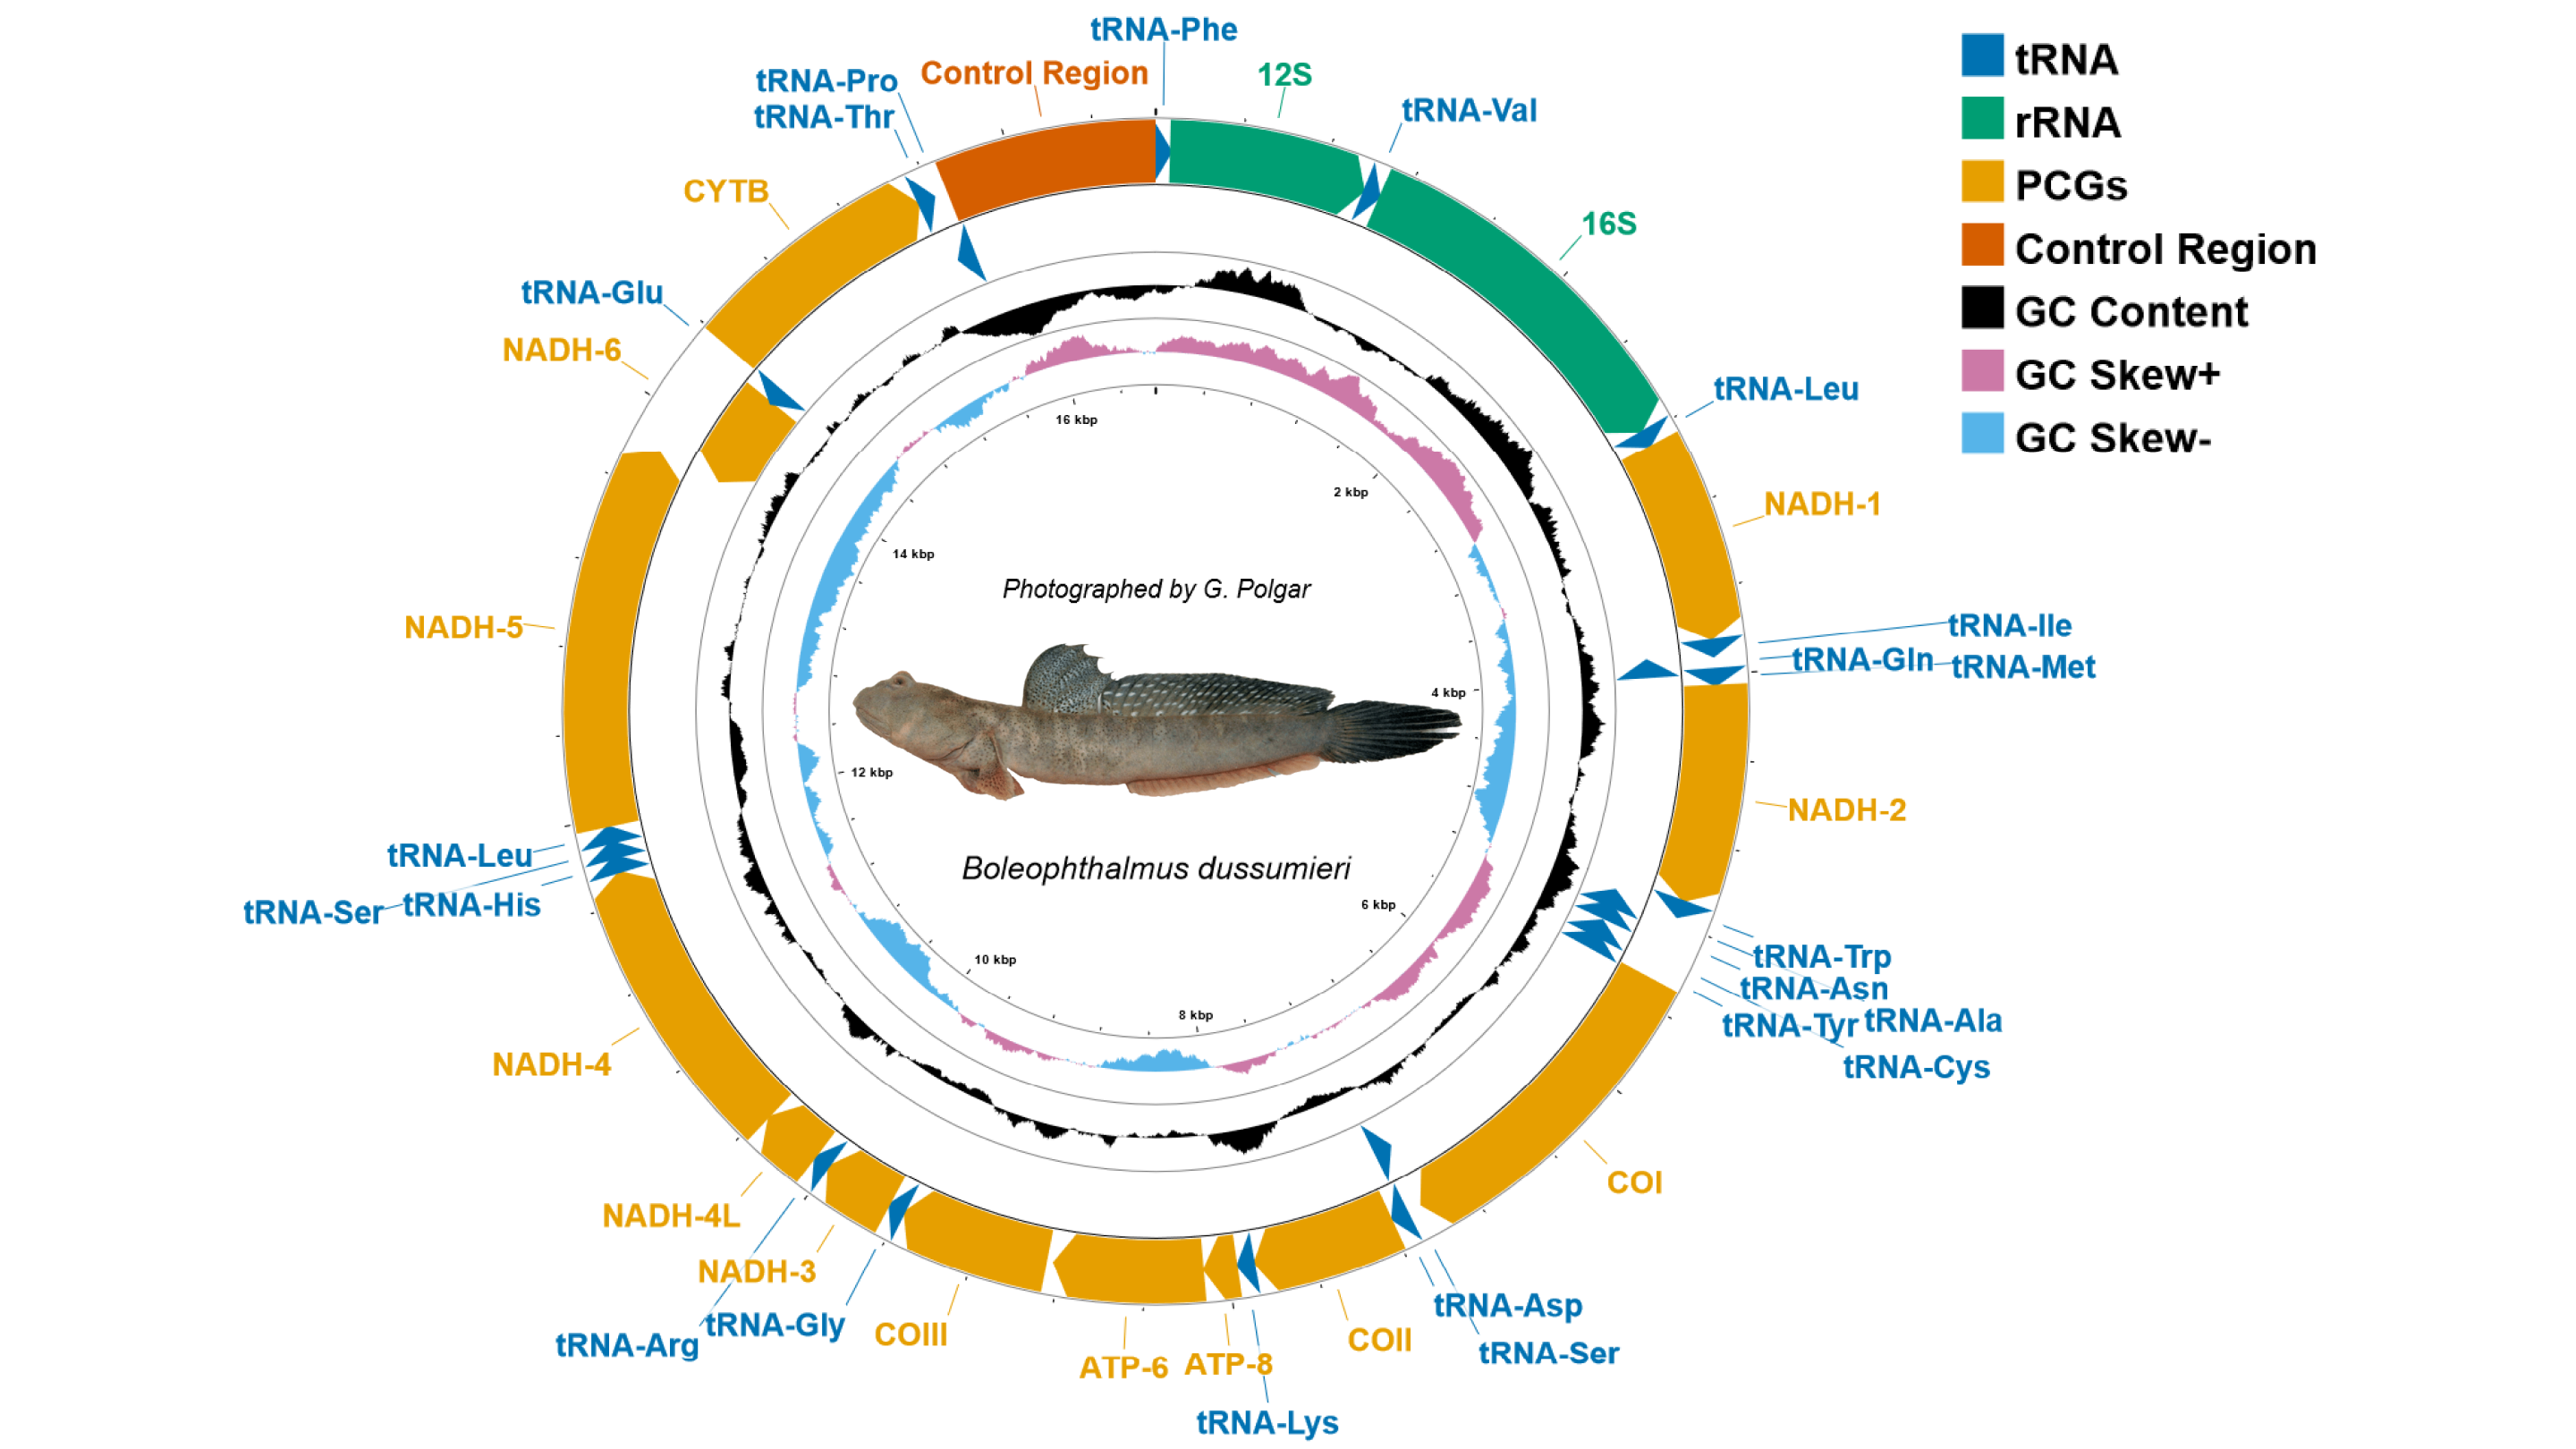 tRNA-Phe
Control Region
12S
tRNA-Pro
tRNA-Thr
tRNA-Val
CYTB
16S
tRNA-Glu
NADH-6
tRNA-Leu
NADH-1
NADH-5
tRNA-Ile
tRNA-Gln
tRNA-Met
NADH-2
tRNA-Leu
tRNA-Ser
tRNA-His
tRNA-Trp
tRNA-Asn
tRNA-Tyr
tRNA-Ala
tRNA-Cys
NADH-4
COI
NADH-4L
NADH-3
tRNA-Arg
tRNA-Gly
COIII
ATP-6
ATP-8
COII
tRNA-Asp
tRNA-Ser
tRNA-Lys
16 kbp
2 kbp
14 kbp
4 kbp
12 kbp
6 kbp
10 kbp
8 kbp
Photographed by G. Polgar
Boleophthalmus dussumieri
tRNA
rRNA
PCGs
Control Region
GC Content
GC Skew+
GC Skew-